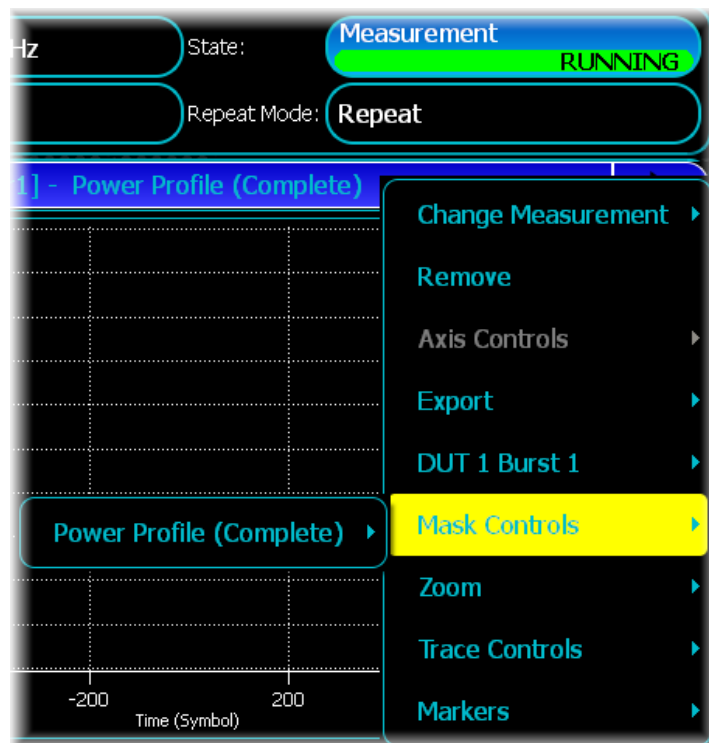 Hz
State:
Measurement
RUNNING
Repeat Mode:
Repeat
1] - Power Profile (Complete)
Change Measurement
Remove
Axis Controls
Export
DUT 1 Burst 1
Mask Controls
Power Profile (Complete)
Zoom
Trace Controls
Markers
-200
200
Time (Symbol)